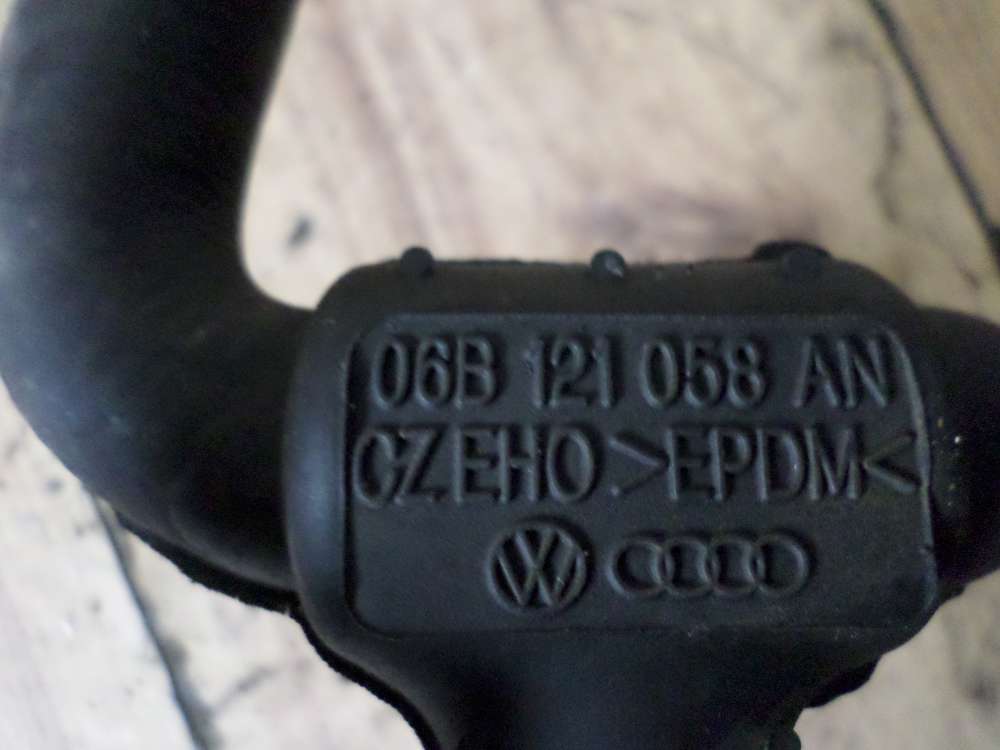 06B 121 058 AN
CZEHO >EPDM<